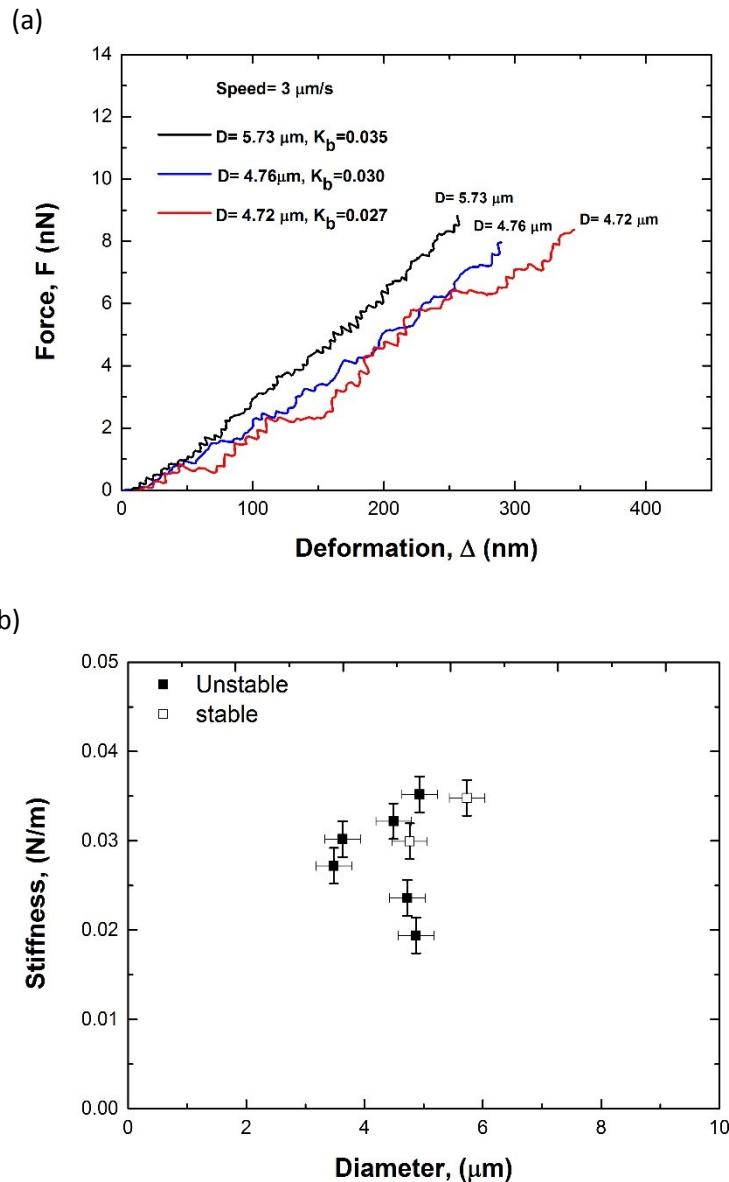 (a)
14
12
10
8
6
4
2
0
0 100 200 300 400
Force, F (nN)
Deformation, Δ (nm)
Speed= 3 μm/s
D= 5.73 μm, K_b=0.035
D= 4.76μm, K_b=0.030
D= 4.72 μm, K_b=0.027
D= 5.73 μm
D= 4.76 μm
D= 4.72 μm
b)
0.05
0.04
0.03
0.02
0.01
0.00
0 2 4 6 8 10
Stiffness, (N/m)
Diameter, (μm)
Unstable
stable